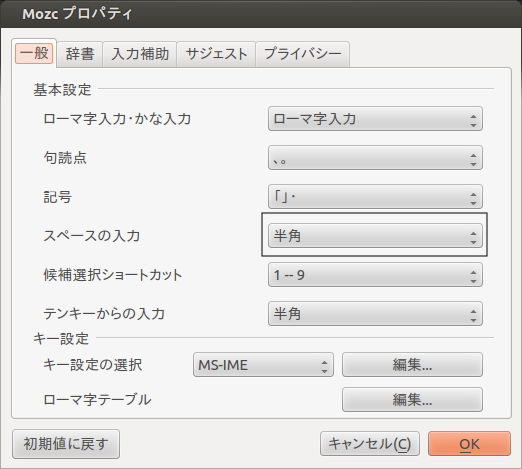 Mozc プロパティ
一般 辞書 入力補助 サジェスト プライバシー
基本設定
ローマ字入力･かな入力 ローマ字入力
句読点 、。
記号 「」･
スペースの入力 半角
候補選択ショートカット 1 -- 9
テンキーからの入力 半角
キー設定
キー設定の選択 MS-IME 編集...
ローマ字テーブル 編集...
初期値に戻す キャンセル(C) OK